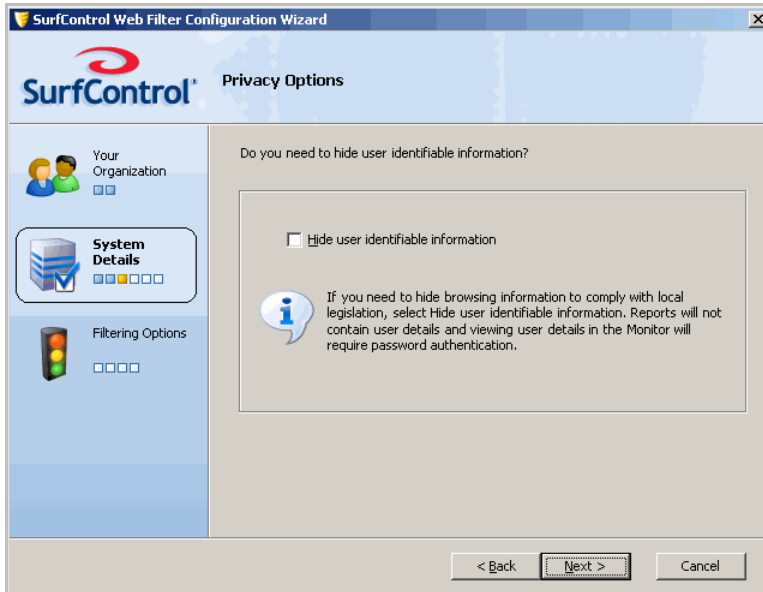 SurfControl Web Filter Configuration Wizard
SurfControl
Privacy Options
Your
Organization
System
Details
Filtering Options
Do you need to hide user identifiable information?
Hide user identifiable information
If you need to hide browsing information to comply with local
legislation, select Hide user identifiable information. Reports will not
contain user details and viewing user details in the Monitor will
require password authentication.
< Back
Next >
Cancel